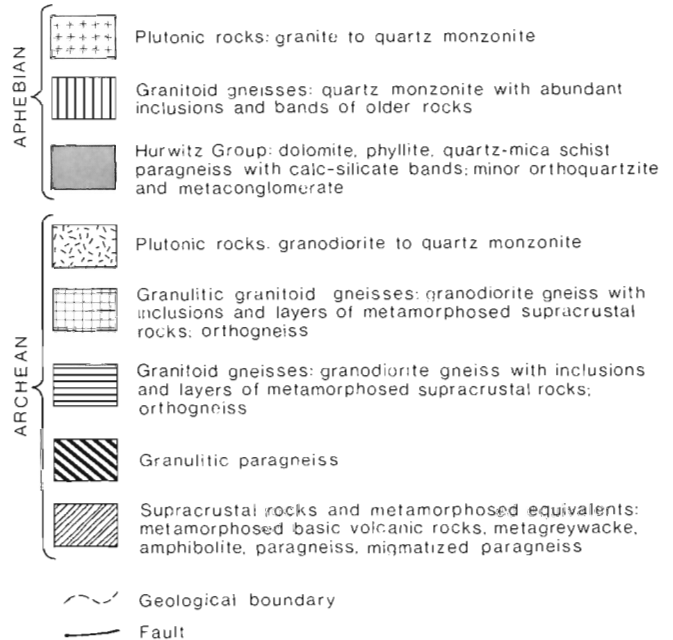 APHEBIAN
Plutonic rocks: granite to quartz monzonite
Granitoid gneisses: quartz monzonite with abundant
inclusions and bands of older rocks
Hurwitz Group: dolomite, phyllite, quartz-mica schist
paragneiss with calc-silicate bands; minor orthoquartzite
and metaconglomerate
ARCHEAN
Plutonic rocks. granodiorite to quartz monzonite
Granulitic granitoid gneisses: granodiorite gneiss with
inclusions and layers of metamorphosed supracrustal
rocks; orthogneiss
Granitoid gneisses: granodiorite gneiss with inclusions
and layers of metamorphosed supracrustal rocks;
orthogneiss
Granulitic paragneiss
Supracrustal rocks and metamorphosed equivalents:
metamorphosed basic volcanic rocks, metagreywacke,
amphibolite, paragneiss, migmatized paragneiss
Geological boundary
Fault